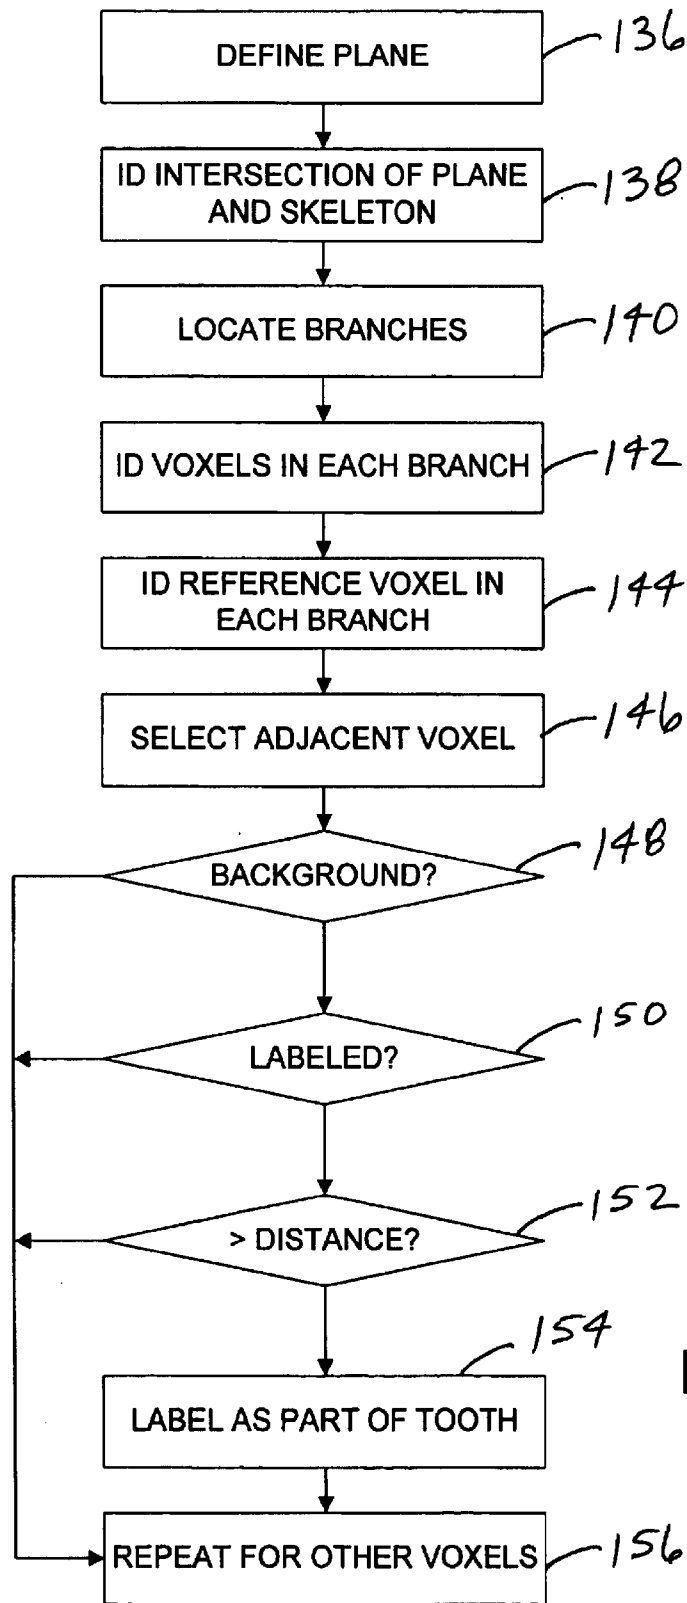 DEFINE PLANE
136
ID INTERSECTION OF PLANE
AND SKELETON
138
LOCATE BRANCHES
140
ID VOXELS IN EACH BRANCH
142
ID REFERENCE VOXEL IN
EACH BRANCH
144
SELECT ADJACENT VOXEL
146
BACKGROUND?
148
LABELED?
150
> DISTANCE?
152
LABEL AS PART OF TOOTH
154
REPEAT FOR OTHER VOXELS
156